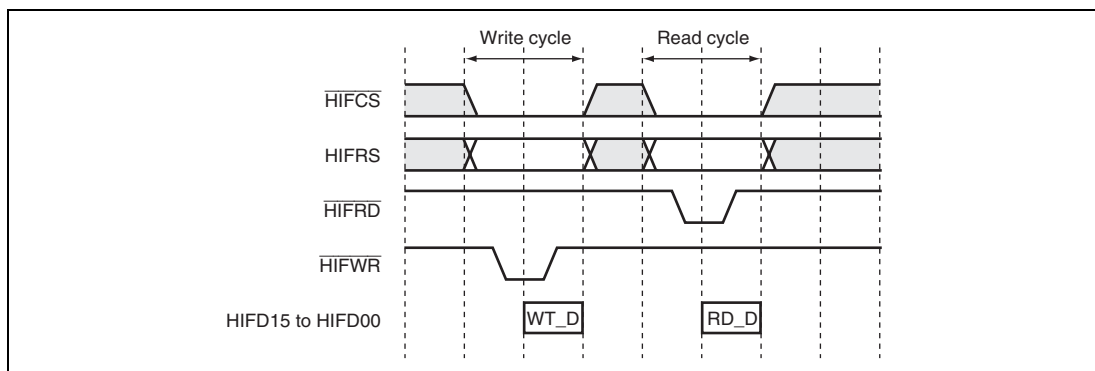 Write cycle Read cycle
HIFCS
HIFRS
HIFRD
HIFWR
HIFD15 to HIFD00 WT_D RD_D